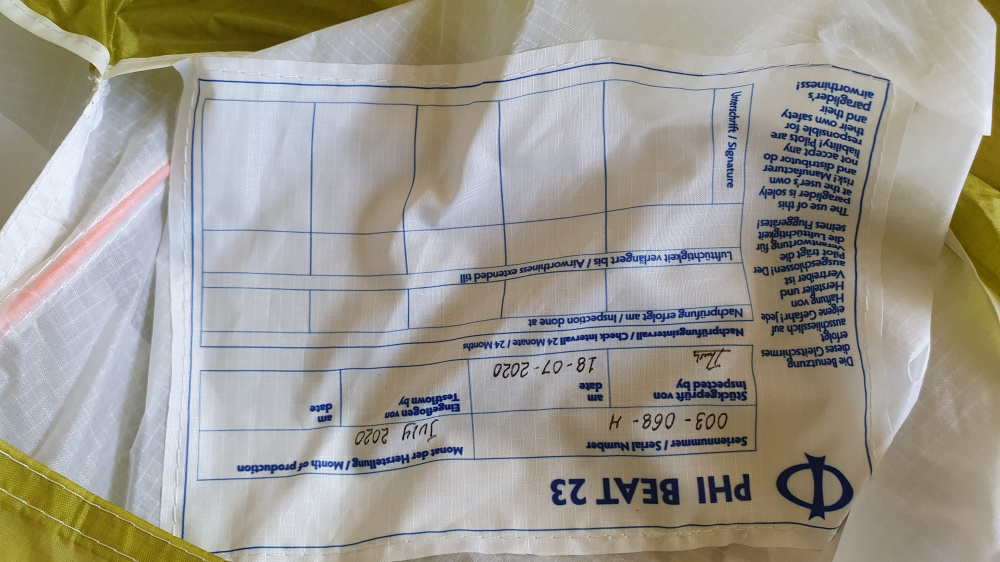 PHI BEAT 23
Seriennummer / Serial Number
003-068-H
Monat der Herstellung / Month of production
July 2020
Stückgeprüft von
Inspected by
am
date
18-07-2020
Eingeflogen von
Testflown by
am
date
Nachprüfungsintervall / Check intervall 24 Monate / 24 Months
Nachprüfung erfolgt am / Inspection done at
Luftüchtigkeit verlängert bis / Airworthiness extended till
Unterschrift / Signature
Die Benutzung
dieses Gleitschirmes
erfolgt
ausschliesslich auf
eigene Gefahr! Jede
Haftung von
Hersteller und
Vertreiber ist
ausgeschlossen! Der
Pilot trägt die
Verantwortung für
die Lufttüchtigkeit
seines Fluggerätes!
The use of this
paraglider is solely
at the user's own
risk! Manufacturer
and distributor do
not accept any
liability! Pilots are
responsible for
their own safety
and their
paraglider's
airworthiness!